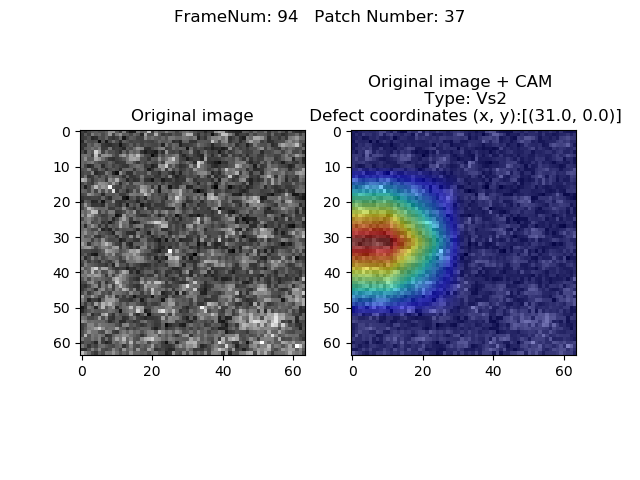 FrameNum: 94   Patch Number: 37
Original image
Original image + CAM
Type: Vs2
Defect coordinates (x, y):[(31.0, 0.0)]
0
10
20
30
40
50
60
0 20 40 60
0
10
20
30
40
50
60
0 20 40 60